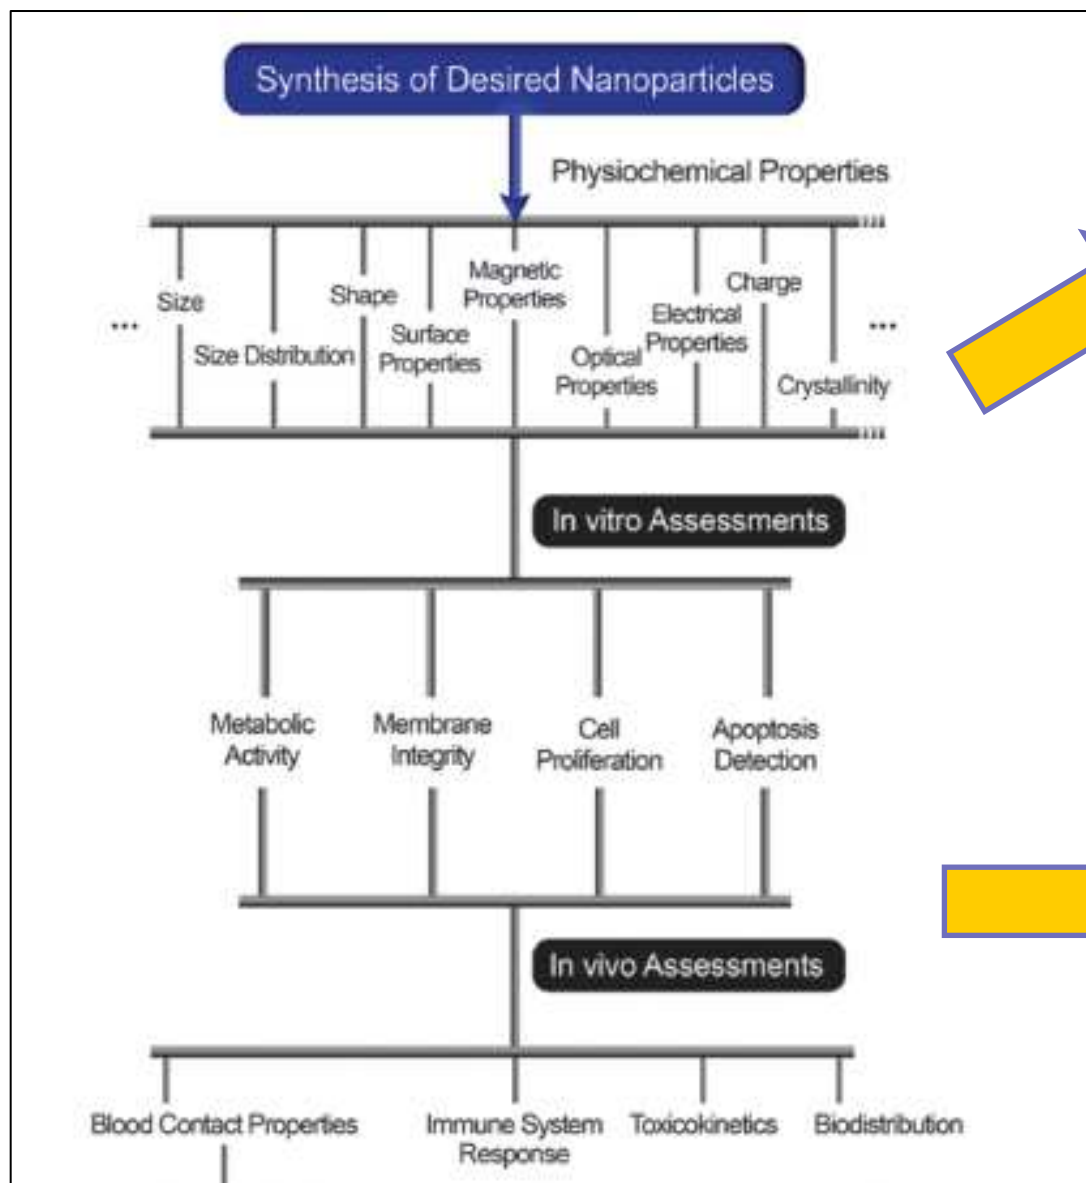 Synthesis of Desired Nanoparticles
Physiochemical Properties
...
Size
Size Distribution
Shape
Surface
Properties
Magnetic
Properties
Optical
Properties
Electrical
Properties
Charge
Crystallinity
...
In vitro Assessments
Metabolic
Activity
Membrane
Integrity
Cell
Proliferation
Apoptosis
Detection
In vivo Assessments
Blood Contact Properties
Immune System
Response
Toxicokinetics
Biodistribution